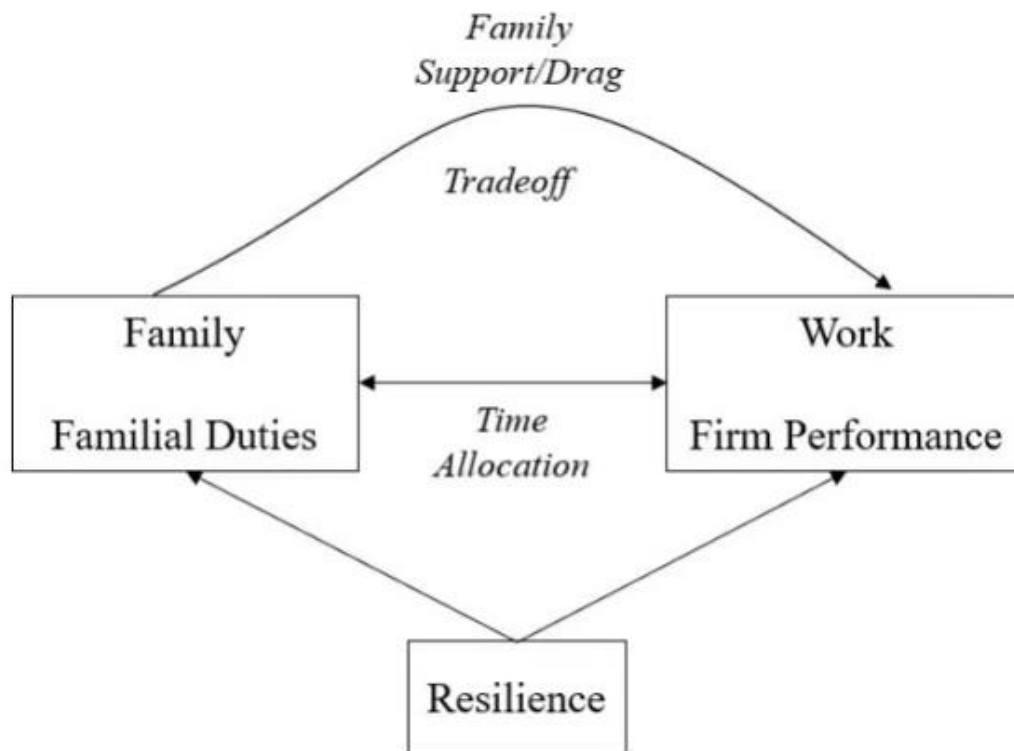 Family
Support/Drag
Tradeoff
Family
Familial Duties
Work
Firm Performance
Time
Allocation
Resilience